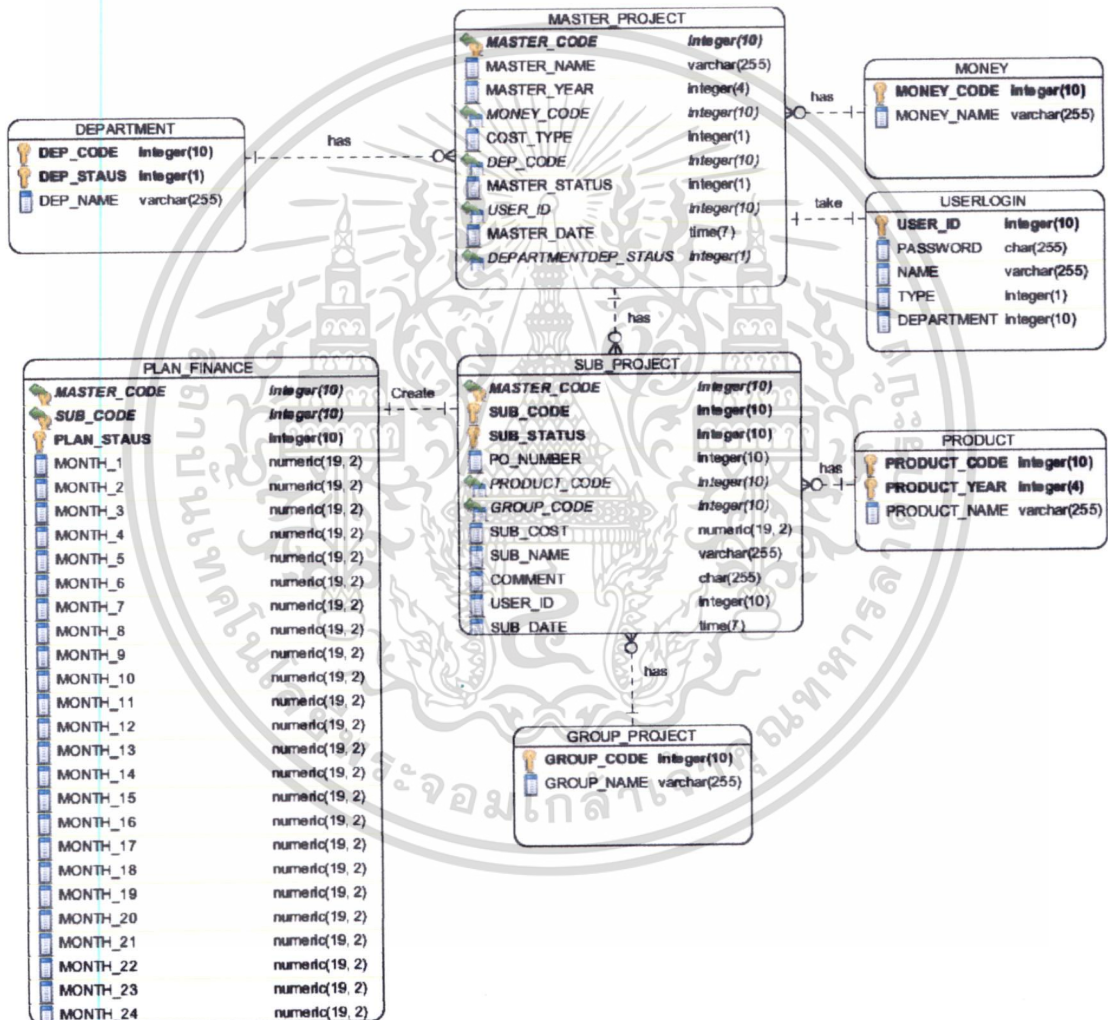 MASTER_PROJECT
MASTER_CODE integer(10)
MASTER_NAME varchar(255)
MASTER_YEAR integer(4)
MONEY_CODE integer(10)
COST_TYPE integer(1)
DEP_CODE integer(10)
MASTER_STATUS integer(1)
USER_ID integer(10)
MASTER_DATE time(7)
DEPARTMENTDEP_STAUS integer(1)
has
MONEY
MONEY_CODE integer(10)
MONEY_NAME varchar(255)
DEPARTMENT
DEP_CODE integer(10)
DEP_STAUS integer(1)
DEP_NAME varchar(255)
has
take
USERLOGIN
USER_ID integer(10)
PASSWORD char(255)
NAME varchar(255)
TYPE integer(1)
DEPARTMENT integer(10)
has
PLAN_FINANCE
MASTER_CODE integer(10)
SUB_CODE integer(10)
PLAN_STAUS integer(10)
MONTH_1 numeric(19, 2)
MONTH_2 numeric(19, 2)
MONTH_3 numeric(19, 2)
MONTH_4 numeric(19, 2)
MONTH_5 numeric(19, 2)
MONTH_6 numeric(19, 2)
MONTH_7 numeric(19, 2)
MONTH_8 numeric(19, 2)
MONTH_9 numeric(19, 2)
MONTH_10 numeric(19, 2)
MONTH_11 numeric(19, 2)
MONTH_12 numeric(19, 2)
MONTH_13 numeric(19, 2)
MONTH_14 numeric(19, 2)
MONTH_15 numeric(19, 2)
MONTH_16 numeric(19, 2)
MONTH_17 numeric(19, 2)
MONTH_18 numeric(19, 2)
MONTH_19 numeric(19, 2)
MONTH_20 numeric(19, 2)
MONTH_21 numeric(19, 2)
MONTH_22 numeric(19, 2)
MONTH_23 numeric(19, 2)
MONTH_24 numeric(19, 2)
Create
SUB_PROJECT
MASTER_CODE integer(10)
SUB_CODE integer(10)
SUB_STATUS integer(10)
PO_NUMBER integer(10)
PRODUCT_CODE integer(10)
GROUP_CODE integer(10)
SUB_COST numeric(19, 2)
SUB_NAME varchar(255)
COMMENT char(255)
USER_ID integer(10)
SUB_DATE time(7)
has
PRODUCT
PRODUCT_CODE integer(10)
PRODUCT_YEAR integer(4)
PRODUCT_NAME varchar(255)
has
GROUP_PROJECT
GROUP_CODE integer(10)
GROUP_NAME varchar(255)